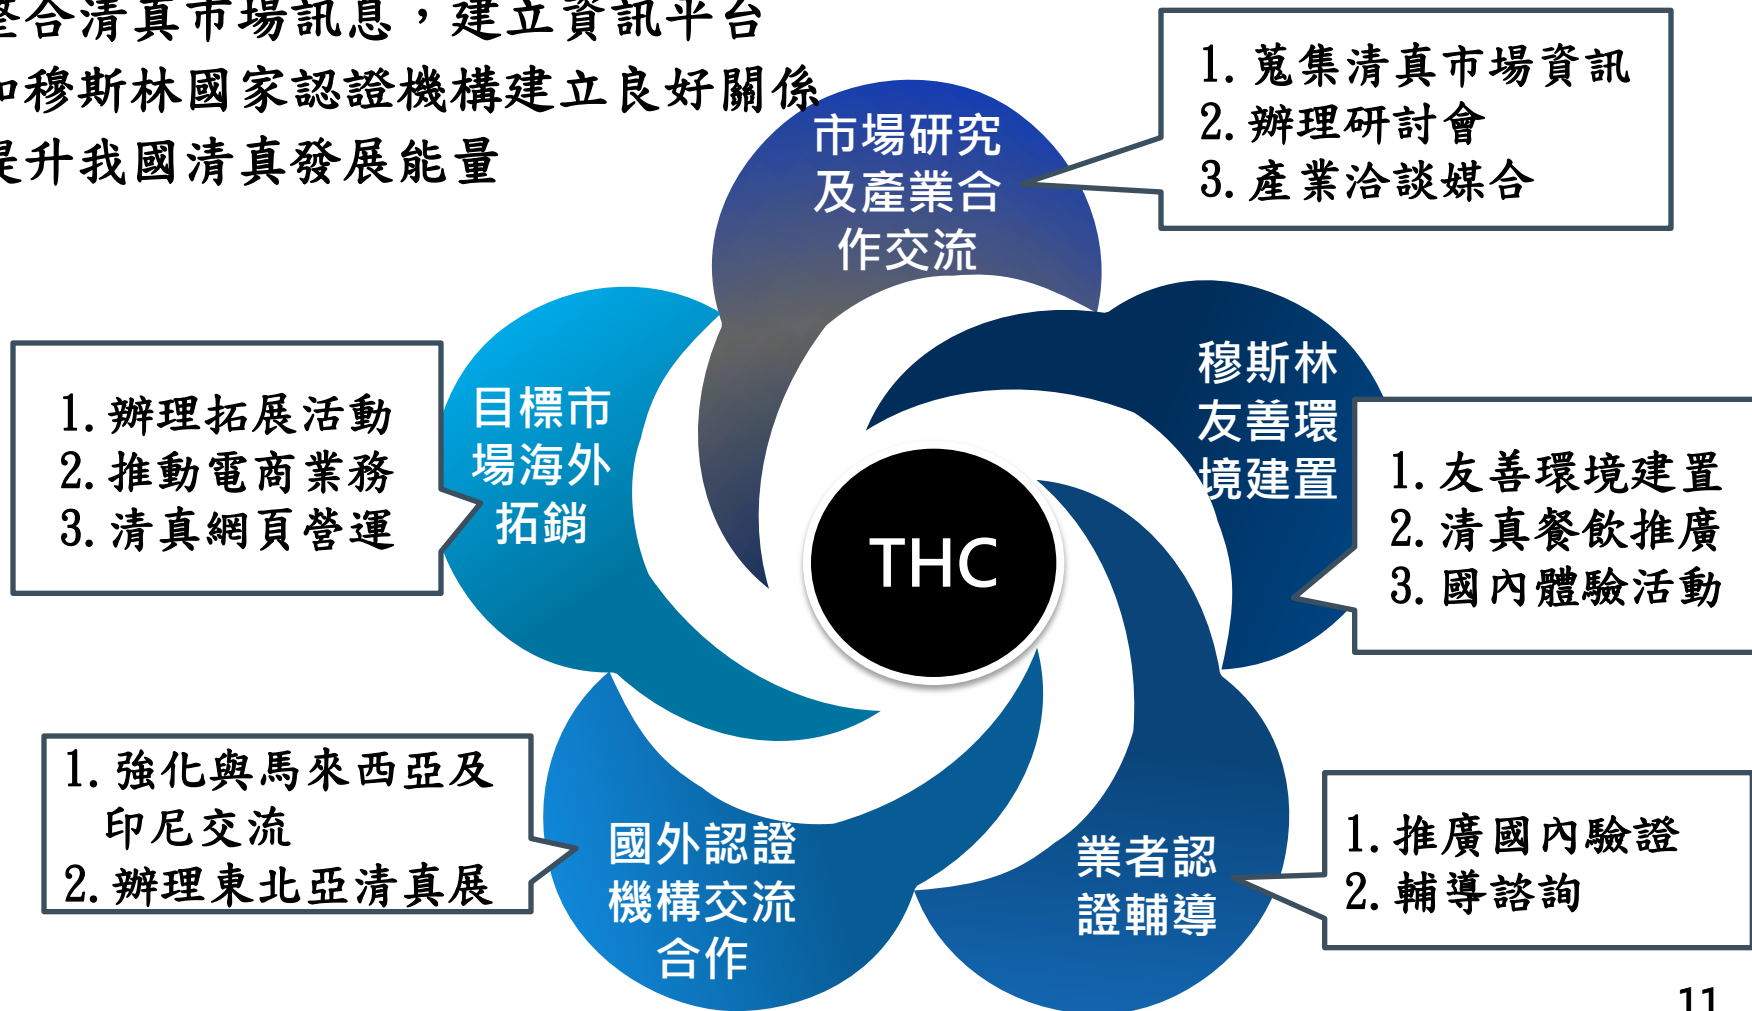 整合清真市場訊息，建立資訊平台
和穆斯林國家認證機構建立良好關係
提升我國清真發展能量
1.蒐集清真市場資訊
2.辦理研討會
3.產業洽談媒合
市場研究
及產業合
作交流
穆斯林
友善環
境建置
1.友善環境建置
2.清真餐飲推廣
3.國內體驗活動
目標市
場海外
拓銷
1.辦理拓展活動
2.推動電商業務
3.清真網頁營運
THC
1.強化與馬來西亞及
印尼交流
2.辦理東北亞清真展
國外認證
機構交流
合作
業者認
證輔導
1.推廣國內驗證
2.輔導諮詢
11